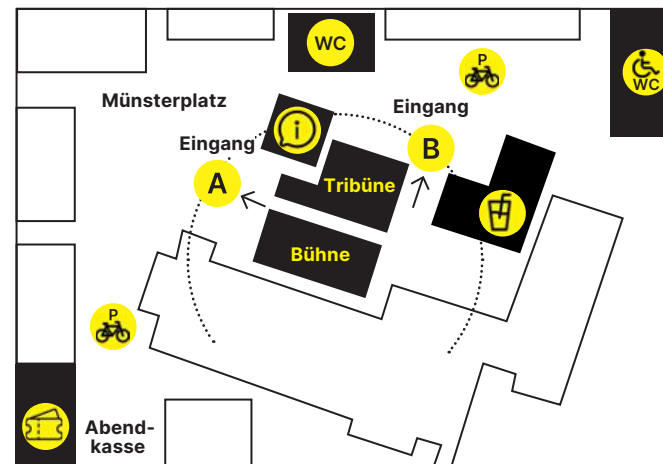 WC
P
WC
Münsterplatz
Eingang
Eingang
B
A
i
Tribüne
Bühne
P
Abend-
kasse